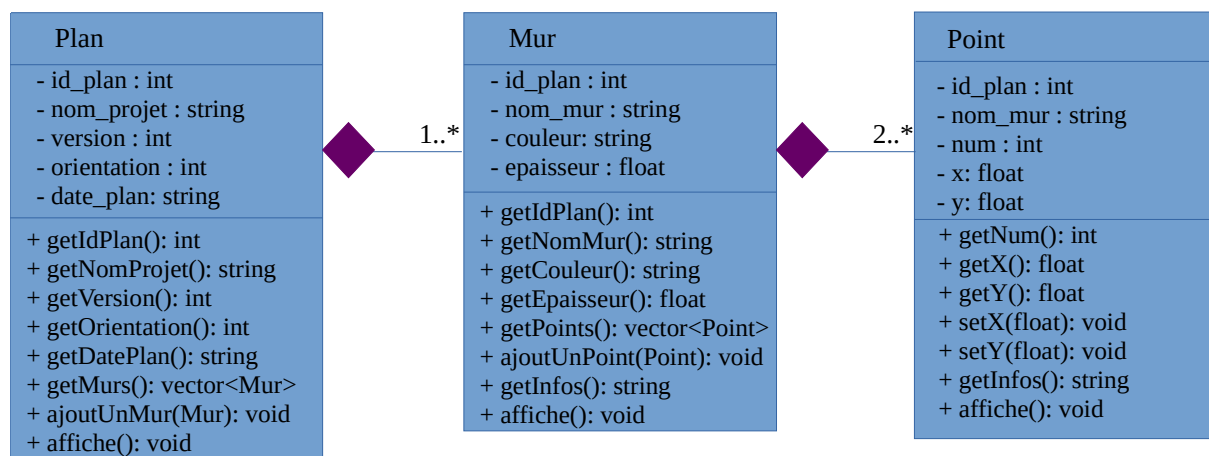 Plan
- id_plan : int
- nom_projet : string
- version : int
- orientation : int
- date_plan: string
+ getIdPlan(): int
+ getNomProjet(): string
+ getVersion(): int
+ getOrientation(): int
+ getDatePlan(): string
+ getMurs(): vector<Mur>
+ ajoutUnMur(Mur): void
+ affiche(): void
1..*
Mur
- id_plan : int
- nom_mur : string
- couleur: string
- epaisseur : float
+ getIdPlan(): int
+ getNomMur(): string
+ getCouleur(): string
+ getEpaisseur(): float
+ getPoints(): vector<Point>
+ ajoutUnPoint(Point): void
+ getInfos(): string
+ affiche(): void
2..*
Point
- id_plan : int
- nom_mur : string
- num : int
- x: float
- y: float
+ getNum(): int
+ getX(): float
+ getY(): float
+ setX(float): void
+ setY(float): void
+ getInfos(): string
+ affiche(): void